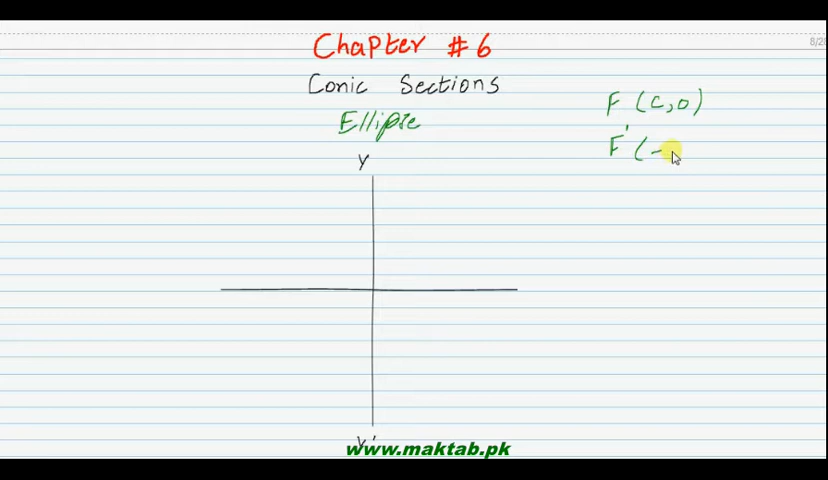 Chapter # 6
Conic Sections
Ellipse
F (C,0)
F' (-
Y
Y'
www.maktab.pk